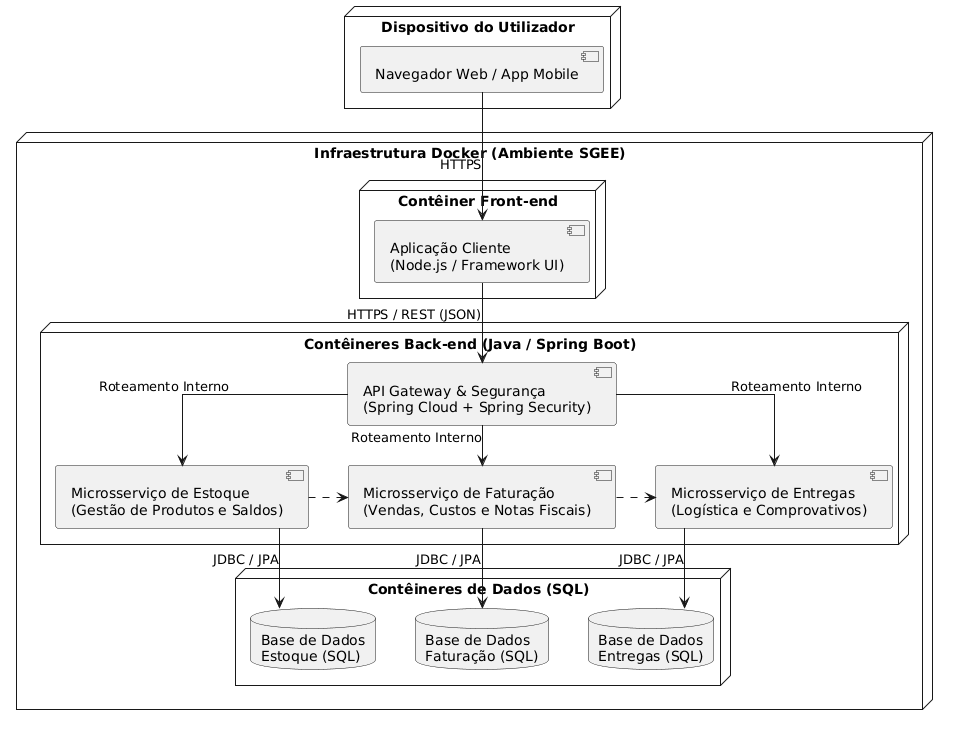 Dispositivo do Utilizador
Navegador Web / App Mobile
Infraestrutura Docker (Ambiente SGEE)
HTTPS
Contêiner Front-end
Aplicação Cliente
(Node.js / Framework UI)
HTTPS / REST (JSON)
Contêineres Back-end (Java / Spring Boot)
API Gateway & Segurança
(Spring Cloud + Spring Security)
Roteamento Interno
Roteamento Interno
Roteamento Interno
Microsserviço de Estoque
(Gestão de Produtos e Saldos)
Microsserviço de Faturação
(Vendas, Custos e Notas Fiscais)
Microsserviço de Entregas
(Logística e Comprovativos)
JDBC / JPA
JDBC / JPA
JDBC / JPA
Contêineres de Dados (SQL)
Base de Dados
Estoque (SQL)
Base de Dados
Faturação (SQL)
Base de Dados
Entregas (SQL)